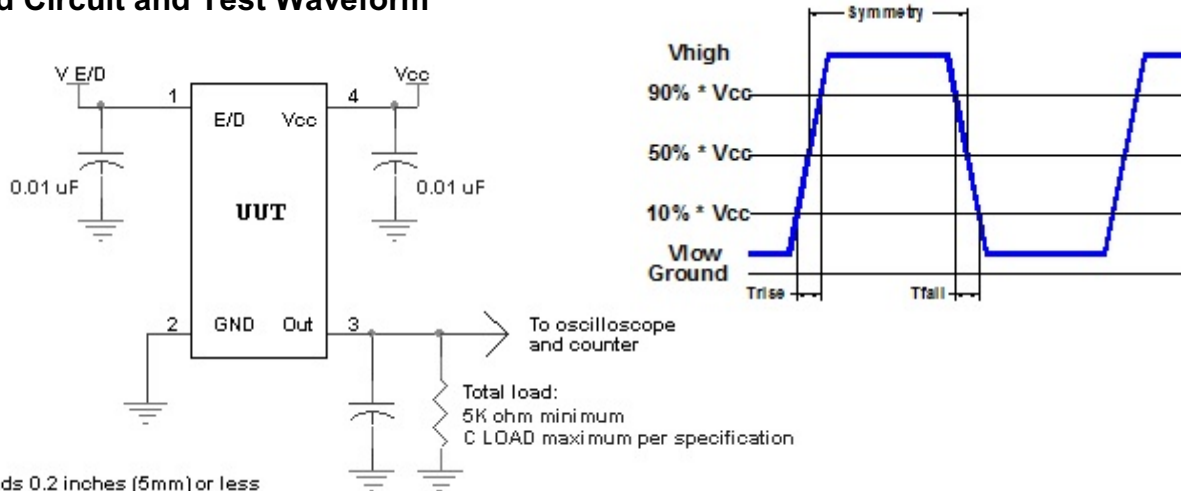 d Circuit and Test Waveform
Symmetry
Vhigh
90% * Vcc
50% * Vcc
10% * Vcc
Vlow
Ground
Trise
Tfall
V E/D
Vcc
1
4
E/D Vcc
0.01 uF
0.01 uF
UUT
2
GND Out
3
To oscilloscope
and counter
Total load:
5K ohm minimum
C LOAD maximum per specification
ds 0.2 inches (5mm) or less